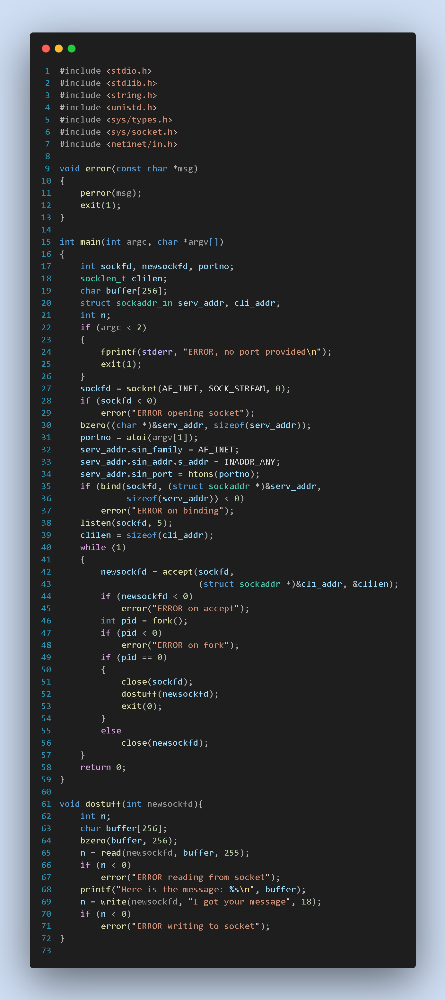 1 #include <stdio.h>
2 #include <stdlib.h>
3 #include <string.h>
4 #include <unistd.h>
5 #include <sys/types.h>
6 #include <sys/socket.h>
7 #include <netinet/in.h>
8
9 void error(const char *msg)
10 {
11     perror(msg);
12     exit(1);
13 }
14
15 int main(int argc, char *argv[])
16 {
17     int sockfd, newsockfd, portno;
18     socklen_t clilen;
19     char buffer[256];
20     struct sockaddr_in serv_addr, cli_addr;
21     int n;
22     if (argc < 2)
23     {
24         fprintf(stderr, "ERROR, no port provided\n");
25         exit(1);
26     }
27     sockfd = socket(AF_INET, SOCK_STREAM, 0);
28     if (sockfd < 0)
29         error("ERROR opening socket");
30     bzero((char *)&serv_addr, sizeof(serv_addr));
31     portno = atoi(argv[1]);
32     serv_addr.sin_family = AF_INET;
33     serv_addr.sin_addr.s_addr = INADDR_ANY;
34     serv_addr.sin_port = htons(portno);
35     if (bind(sockfd, (struct sockaddr *)&serv_addr,
36              sizeof(serv_addr)) < 0)
37         error("ERROR on binding");
38     listen(sockfd, 5);
39     clilen = sizeof(cli_addr);
40     while (1)
41     {
42         newsockfd = accept(sockfd,
43                            (struct sockaddr *)&cli_addr, &clilen);
44         if (newsockfd < 0)
45             error("ERROR on accept");
46         int pid = fork();
47         if (pid < 0)
48             error("ERROR on fork");
49         if (pid == 0)
50         {
51             close(sockfd);
52             dostuff(newsockfd);
53             exit(0);
54         }
55         else
56             close(newsockfd);
57     }
58     return 0;
59 }
60
61 void dostuff(int newsockfd){
62     int n;
63     char buffer[256];
64     bzero(buffer, 256);
65     n = read(newsockfd, buffer, 255);
66     if (n < 0)
67         error("ERROR reading from socket");
68     printf("Here is the message: %s\n", buffer);
69     n = write(newsockfd, "I got your message", 18);
70     if (n < 0)
71         error("ERROR writing to socket");
72 }
73